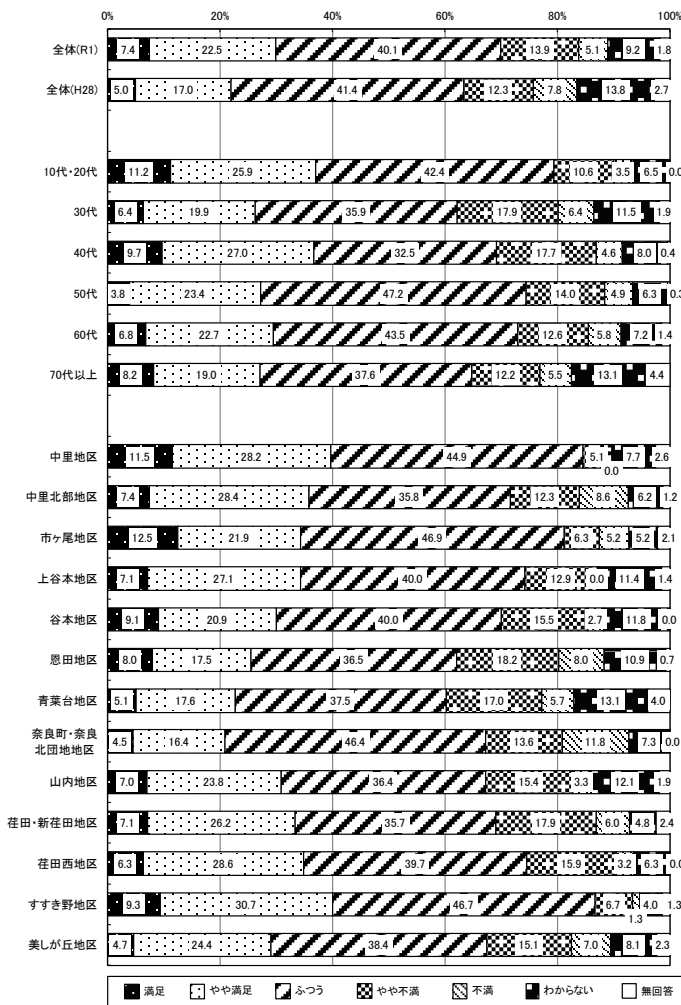 0% 20% 40% 60% 80% 100%
全体(R1) 7.4 22.5 40.1 13.9 5.1 9.2 1.8
全体(H28) 5.0 17.0 41.4 12.3 7.8 13.8 2.7
10代・20代 11.2 25.9 42.4 10.6 3.5 6.5 0.0
30代 6.4 19.9 35.9 17.9 6.4 11.5 1.9
40代 9.7 27.0 32.5 17.7 4.6 8.0 0.4
50代 3.8 23.4 47.2 14.0 4.9 6.3 0.3
60代 6.8 22.7 43.5 12.6 5.8 7.2 1.4
70代以上 8.2 19.0 37.6 12.2 5.5 13.1 4.4
中里地区 11.5 28.2 44.9 5.1 7.7 2.6
0.0
中里北部地区 7.4 28.4 35.8 12.3 8.6 6.2 1.2
市ヶ尾地区 12.5 21.9 46.9 6.3 5.2 5.2 2.1
上谷本地区 7.1 27.1 40.0 12.9 0.0 11.4 1.4
谷本地区 9.1 20.9 40.0 15.5 2.7 11.8 0.0
恩田地区 8.0 17.5 36.5 18.2 8.0 10.9 0.7
青葉台地区 5.1 17.6 37.5 17.0 5.7 13.1 4.0
奈良町・奈良
北団地地区 4.5 16.4 46.4 13.6 11.8 7.3 0.0
山内地区 7.0 23.8 36.4 15.4 3.3 12.1 1.9
荏田・新荏田地区 7.1 26.2 35.7 17.9 6.0 4.8 2.4
荏田西地区 6.3 28.6 39.7 15.9 3.2 6.3 0.0
すすき野地区 9.3 30.7 46.7 6.7 4.0 1.3
1.3
美しが丘地区 4.7 24.4 38.4 15.1 7.0 8.1 2.3
満足 やや満足 ふつう やや不満 不満 わからない 無回答